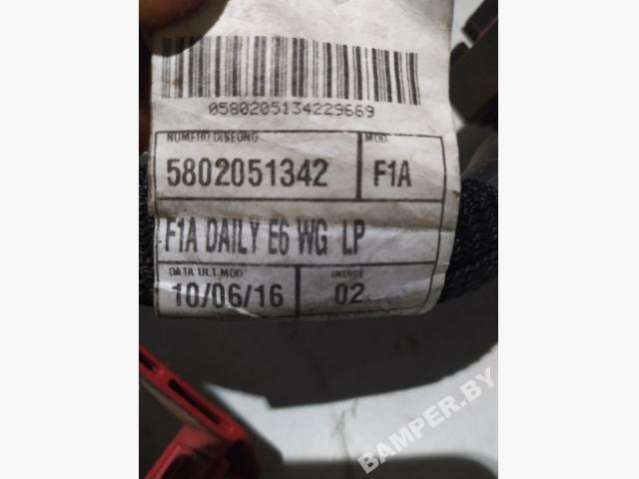 0580205134229669
NUMERO DISEGNO MOD.
5802051342 F1A
F1A DAILY E6 WG LP
DATA ULT.MOD
10/06/16 02
BAMPER.BY